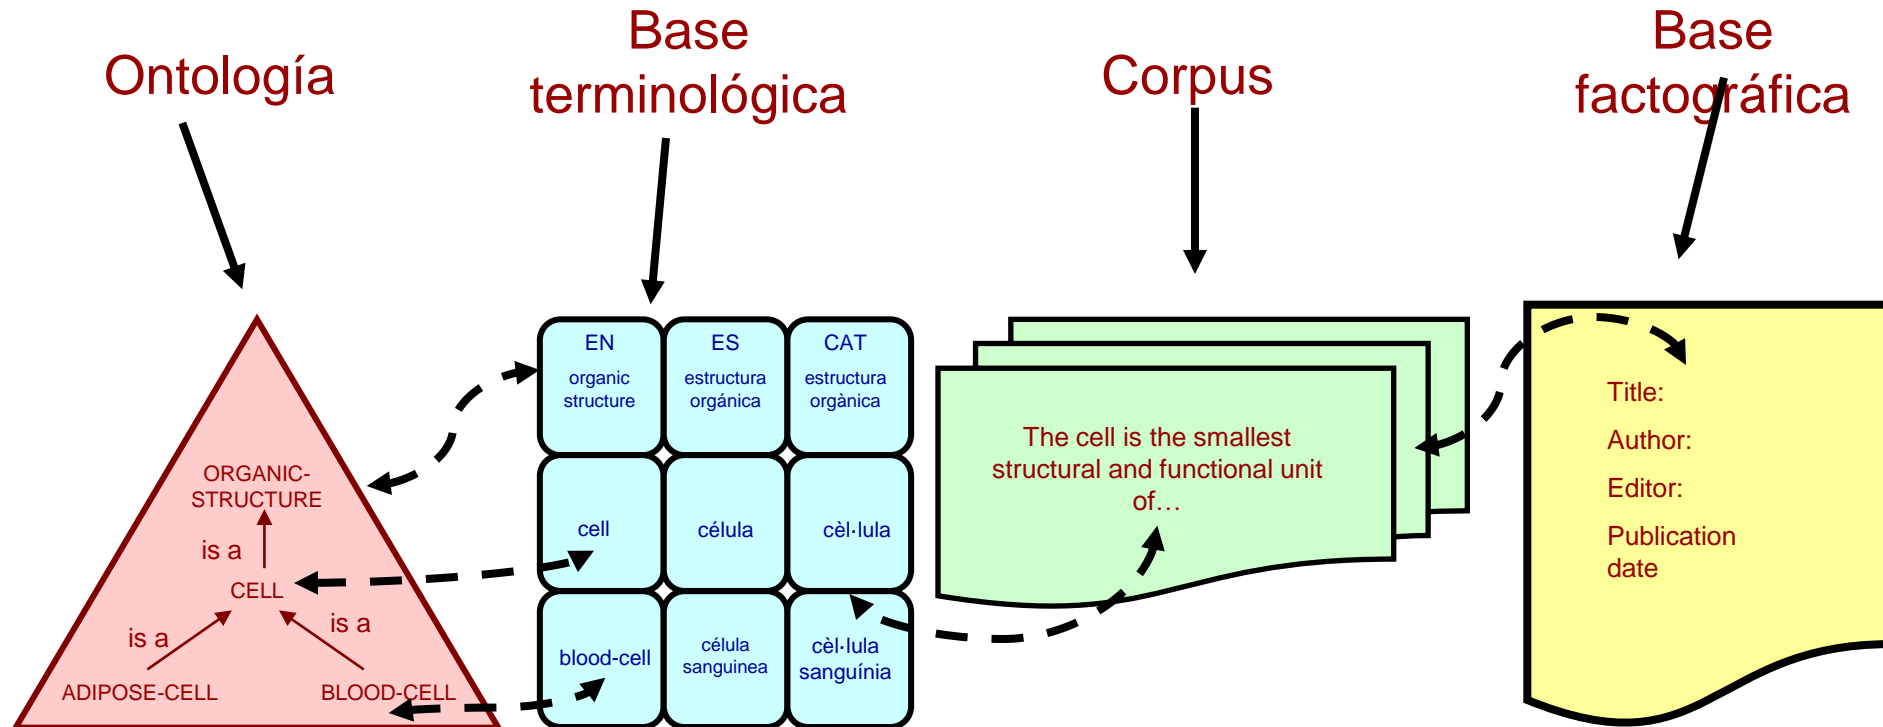 Ontología
Base
terminológica
Corpus
Base
factográfica
ORGANIC-
STRUCTURE
is a
CELL
is a
is a
ADIPOSE-CELL
BLOOD-CELL
EN
organic
structure
ES
estructura
orgánica
CAT
estructura
orgànica
cell
célula
cèl·lula
blood-cell
célula
sanguinea
cèl·lula
sanguínia
The cell is the smallest
structural and functional unit
of…
Title:
Author:
Editor:
Publication
date